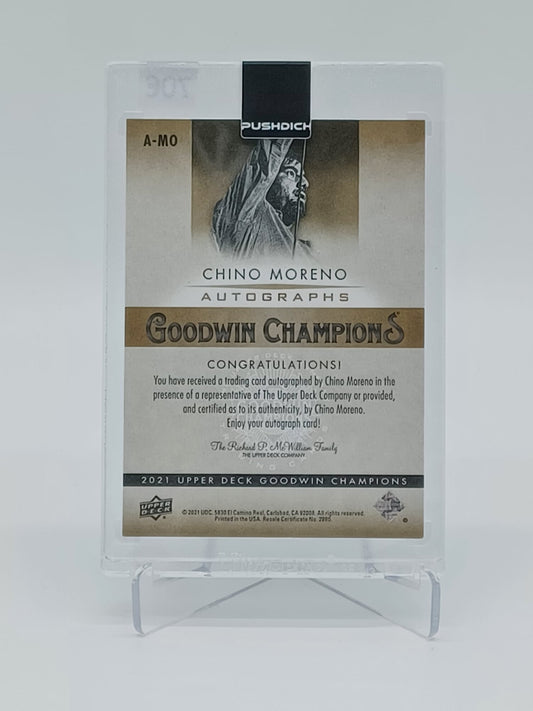 PUSHDICH
A-MO
CHINO MORENO
AUTOGRAPHS
GOODWIN CHAMPIONS
CONGRATULATIONS!
You have received a trading card autographed by Chino Moreno in the
presence of a representative of The Upper Deck Company or provided,
and certified as to its authenticity, by Chino Moreno.
Enjoy your autograph card!
The Richard P. McWilliam Family
THE UPPER DECK COMPANY
2021 UPPER DECK GOODWIN CHAMPIONS
UPPER DECK
© 2021 UDC. 5830 El Camino Real, Carlsbad, CA 92008. All rights reserved.
Printed in the USA. Resale Certificate No. 2995.